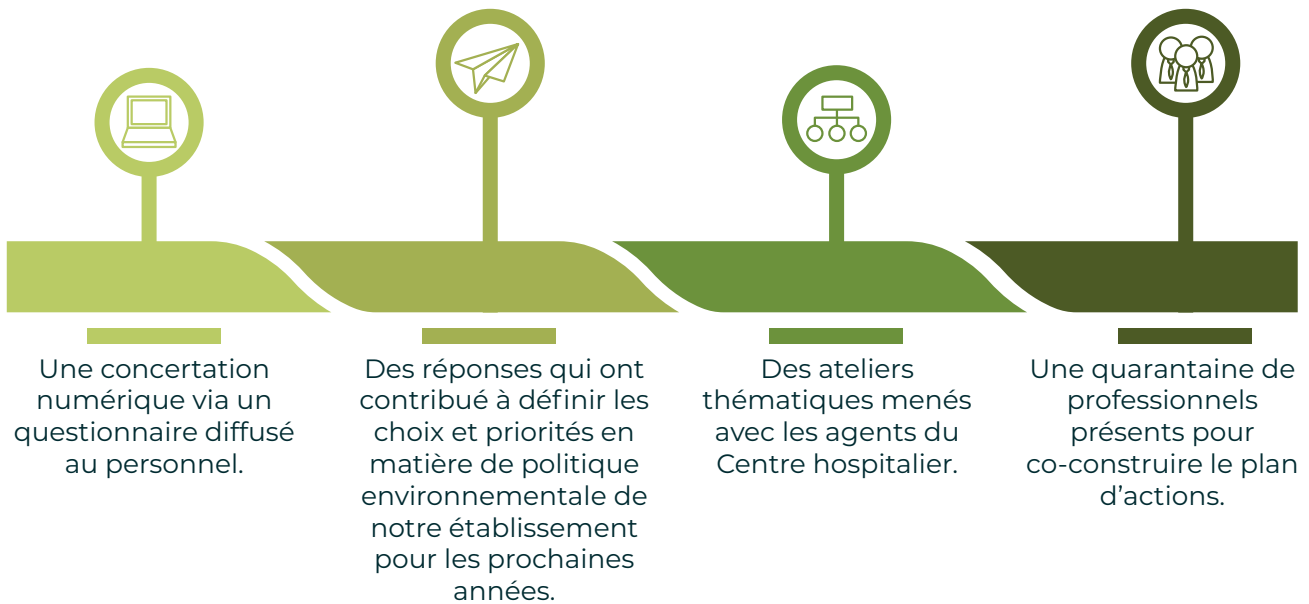 Une concertation
numérique via un
questionnaire diffusé
au personnel.
Des réponses qui ont
contribué à définir les
choix et priorités en
matière de politique
environnementale de
notre établissement
pour les prochaines
années.
Des ateliers
thématiques menés
avec les agents du
Centre hospitalier.
Une quarantaine de
professionnels
présents pour
co-construire le plan
d’actions.